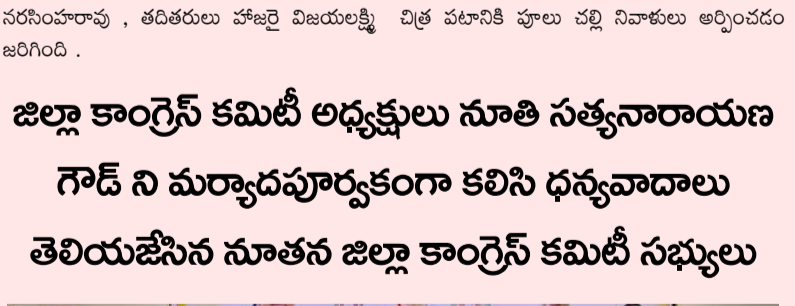 నరసింహరావు , తదితరులు హాజరై విజయలక్ష్మి చిత్ర పటానికి పూలు చల్లి నివాళులు అర్పించడం
జరిగింది .
జిల్లా కాంగ్రెస్ కమిటీ అధ్యక్షులు నూతి సత్యనారాయణ
గౌడ్ ని మర్యాదపూర్వకంగా కలిసి ధన్యవాదాలు
తెలియజేసిన నూతన జిల్లా కాంగ్రెస్ కమిటీ సభ్యులు